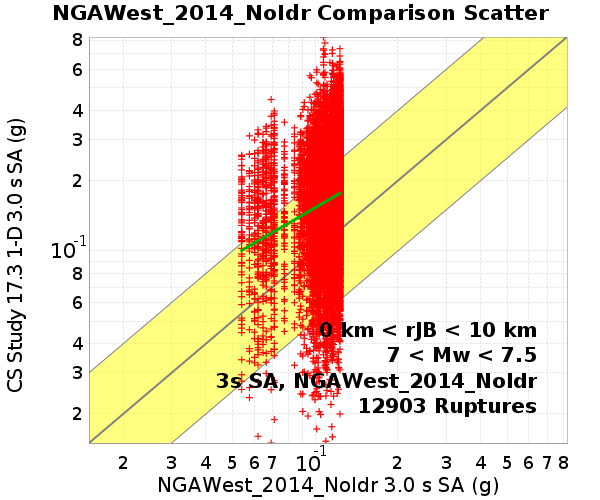 NGAWest_2014_NoIdr Comparison Scatter
CS Study 17.3 1-D 3.0 s SA (g)
8
6
4
3
2
10-1
8
6
4
3
2
0 km < rJB < 10 km
7 < Mw < 7.5
3s SA, NGAWest_2014_NoIdr
12903 Ruptures
2 3 4 5 6 7 10-1 2 3 4 5 6 7 8
NGAWest_2014_NoIdr 3.0 s SA (g)